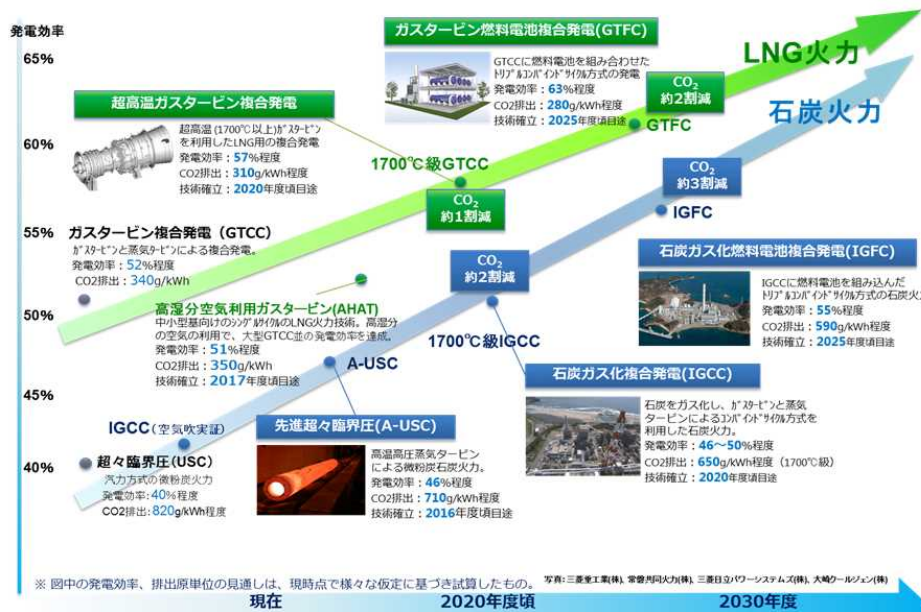 発電効率
65%
60%
55%
50%
45%
40%
LNG火力
石炭火力
ガスタービン燃料電池複合発電(GTFC)
GTCCに燃料電池を組み合わせた
トリプルコンバインドサイクル方式の発電
発電効率：63%程度
CO2排出：280g/kWh程度
技術確立：2025年度頃目途
CO₂
約2割減
GTFC
超高温ガスタービン複合発電
超高温(1700℃以上)ガスタービン
を利用したLNG用の複合発電
発電効率：57%程度
CO2排出：310g/kWh程度
技術確立：2020年度頃目途
1700℃級GTCC
CO₂
約1割減
CO₂
約3割減
IGFC
ガスタービン複合発電（GTCC)
ガスタービンと蒸気タービンによる複合発電。
発電効率：52%程度
CO2排出：340g/kWh
高湿分空気利用ガスタービン(AHAT)
中小型基向けのシングルサイクルのLNG火力技術。高湿分
の空気の利用で、大型GTCC並の発電効率を達成。
発電効率：51%程度
CO2排出：350g/kWh
技術確立：2017年度頃目途
CO₂
約2割減
1700℃級IGCC
石炭ガス化燃料電池複合発電(IGFC)
IGCCに燃料電池を組み込んだ
トリプルコンバインドサイクル方式の石炭火力
発電効率：55%程度
CO2排出：590g/kWh程度
技術確立：2025年度頃目途
A-USC
石炭ガス化複合発電(IGCC)
石炭をガス化し、ガスタービンと蒸気
タービンによるコンバインドサイクル方式を
利用した石炭火力。
発電効率：46～50%程度
CO2排出：650g/kWh程度（1700℃級）
技術確立：2020年度頃目途
IGCC（空気吹実証)
超々臨界圧(USC)
汽力方式の微粉炭火力
発電効率：40%程度
CO2排出：820g/kWh程度
先進超々臨界圧(A-USC)
高温高圧蒸気タービン
による微粉炭石炭火力。
発電効率：46%程度
CO2排出：710g/kWh程度
技術確立：2016年度頃目途
※ 図中の発電効率、排出原単位の見通しは、現時点で様々な仮定に基づき試算したもの。
写真：三菱重工業(株)、常磐共同火力(株)、三菱日立パワーシステムズ(株)、大崎クールジェン(株)
現在
2020年度頃
2030年度